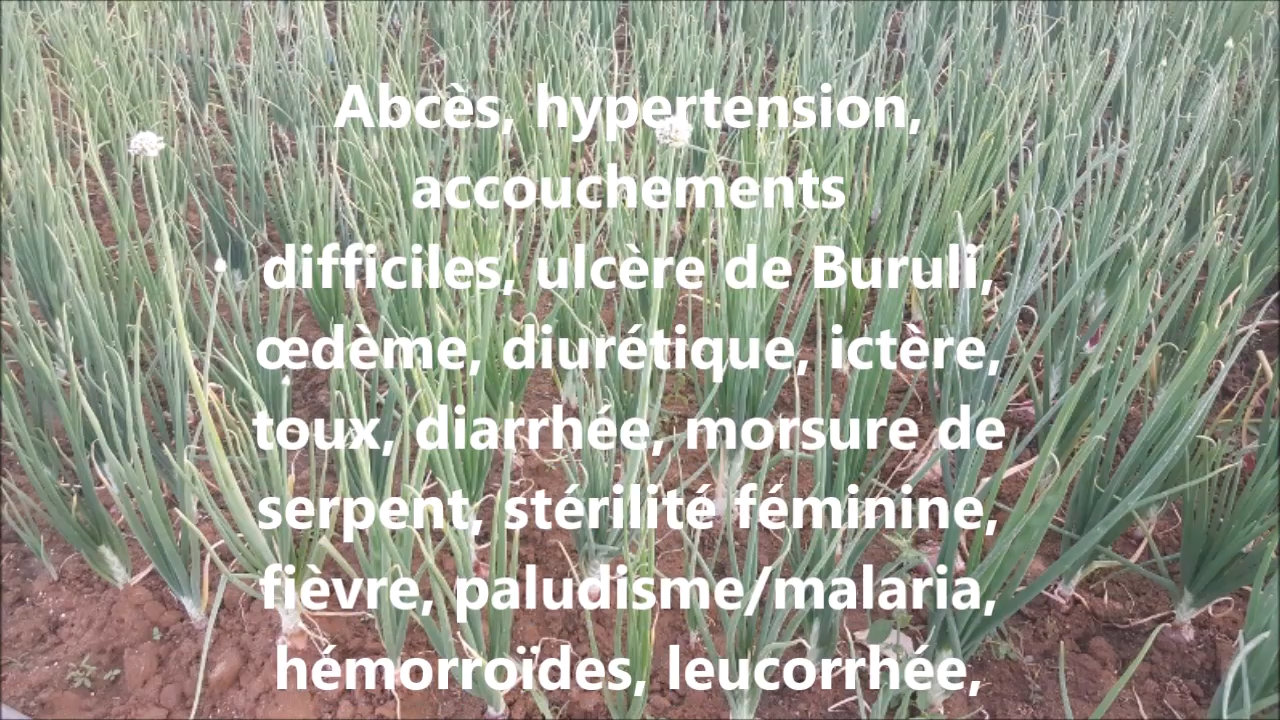 Abcès, hypertension,
accouchements
difficiles, ulcère de Buruli,
œdème, diurétique, ictère,
toux, diarrhée, morsure de
serpent, stérilité féminine,
fièvre, paludisme/malaria,
hémorroïdes, leucorrhée,